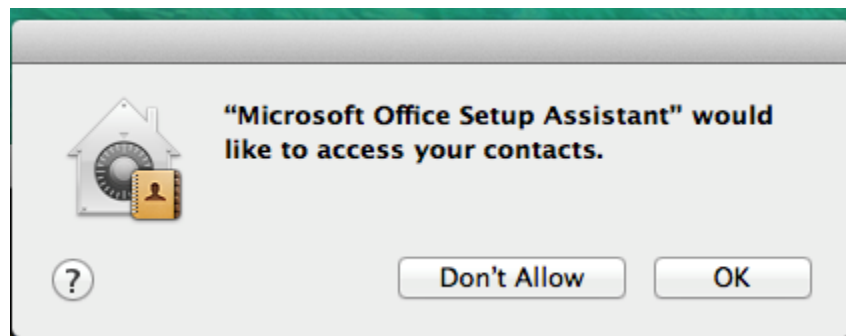 “Microsoft Office Setup Assistant” would
like to access your contacts.
?
Don’t Allow
OK